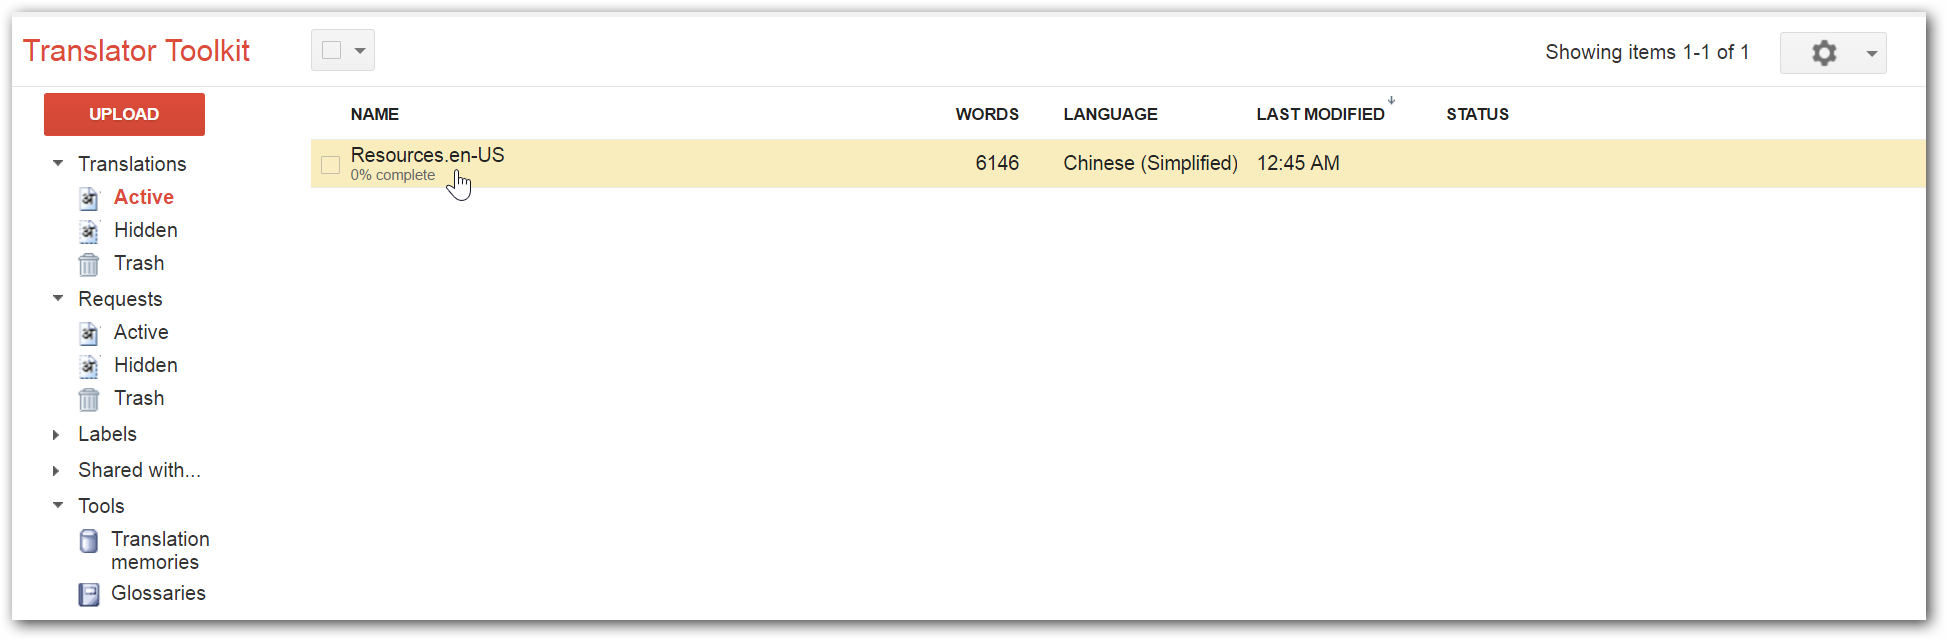 Translator Toolkit
Showing items 1-1 of 1
UPLOAD
NAME WORDS LANGUAGE LAST MODIFIED STATUS
Resources.en-US 6146 Chinese (Simplified) 12:45 AM
0% complete
Translations
Active
Hidden
Trash
Requests
Active
Hidden
Trash
Labels
Shared with...
Tools
Translation
memories
Glossaries